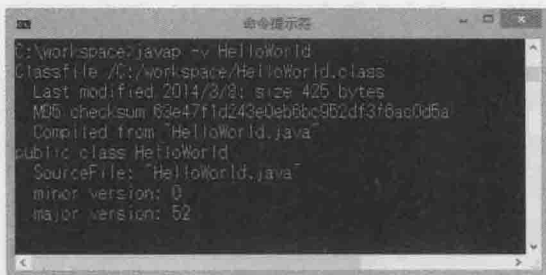 命令提示符
C:\workspace>javap -v HelloWorld
Classfile /C:/workspace/HelloWorld.class
Last modified 2014/3/9; size 425 bytes
MD5 checksum 63e47f1d243e0eb6bc952df3f6ac0d5a
Compiled from "HelloWorld.java"
public class HelloWorld
SourceFile: "HelloWorld.java"
minor version: 0
major version: 52